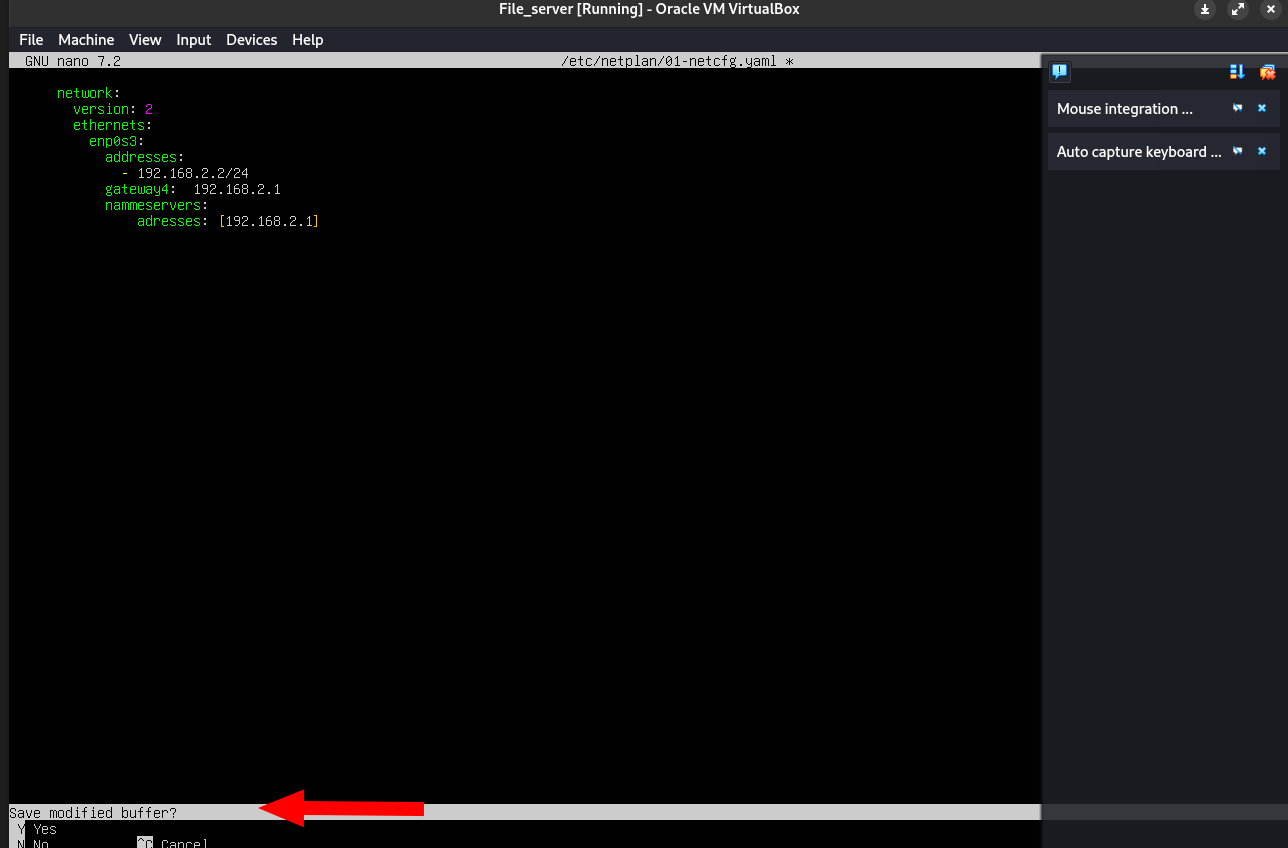 File_server [Running] - Oracle VM VirtualBox
File Machine View Input Devices Help
GNU nano 7.2 /etc/netplan/01-netcfg.yaml *
network:
version: 2
ethernets:
enp0s3:
addresses:
- 192.168.2.2/24
gateway4: 192.168.2.1
nammeservers:
adresses: [192.168.2.1]
Mouse integration ...
Auto capture keyboard ...
Save modified buffer?
Y Yes
N No ^C Cancel